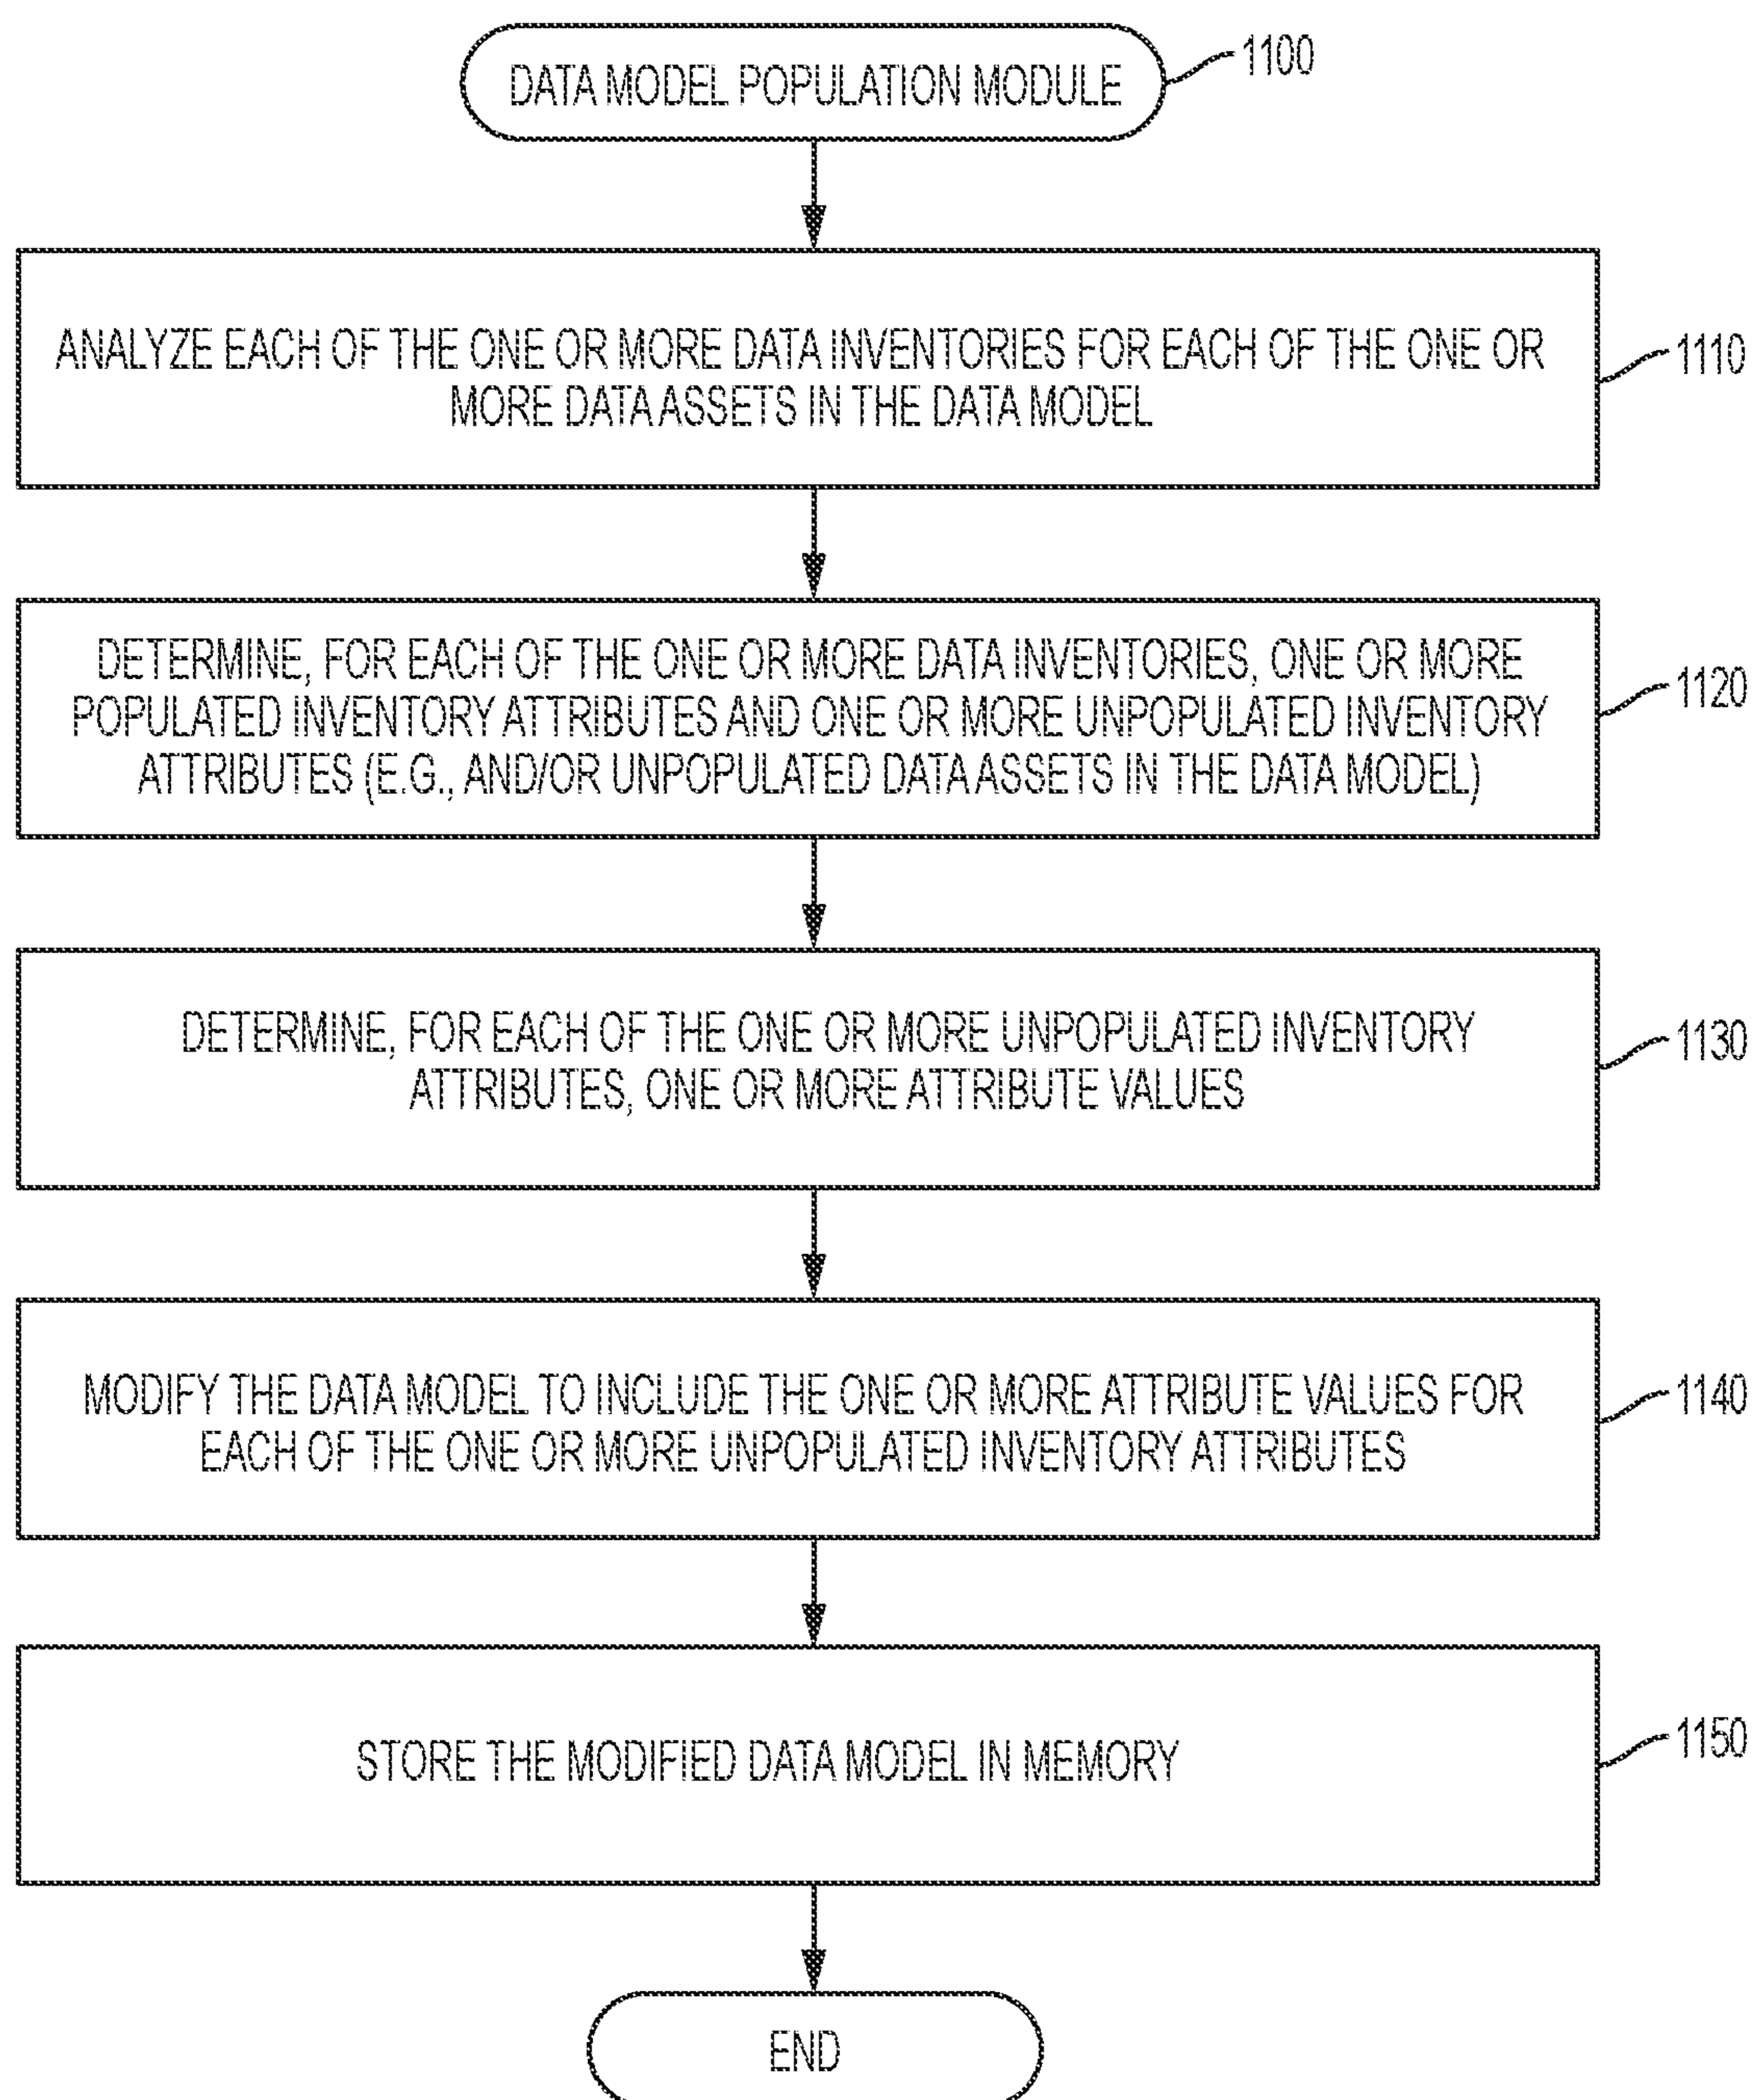 DATA MODEL POPULATION MODULE
1100
ANALYZE EACH OF THE ONE OR MORE DATA INVENTORIES FOR EACH OF THE ONE OR
MORE DATA ASSETS IN THE DATA MODEL
1110
DETERMINE, FOR EACH OF THE ONE OR MORE DATA INVENTORIES, ONE OR MORE
POPULATED INVENTORY ATTRIBUTES AND ONE OR MORE UNPOPULATED INVENTORY
ATTRIBUTES (E.G., AND/OR UNPOPULATED DATA ASSETS IN THE DATA MODEL)
1120
DETERMINE, FOR EACH OF THE ONE OR MORE UNPOPULATED INVENTORY
ATTRIBUTES, ONE OR MORE ATTRIBUTE VALUES
1130
MODIFY THE DATA MODEL TO INCLUDE THE ONE OR MORE ATTRIBUTE VALUES FOR
EACH OF THE ONE OR MORE UNPOPULATED INVENTORY ATTRIBUTES
1140
STORE THE MODIFIED DATA MODEL IN MEMORY
1150
END